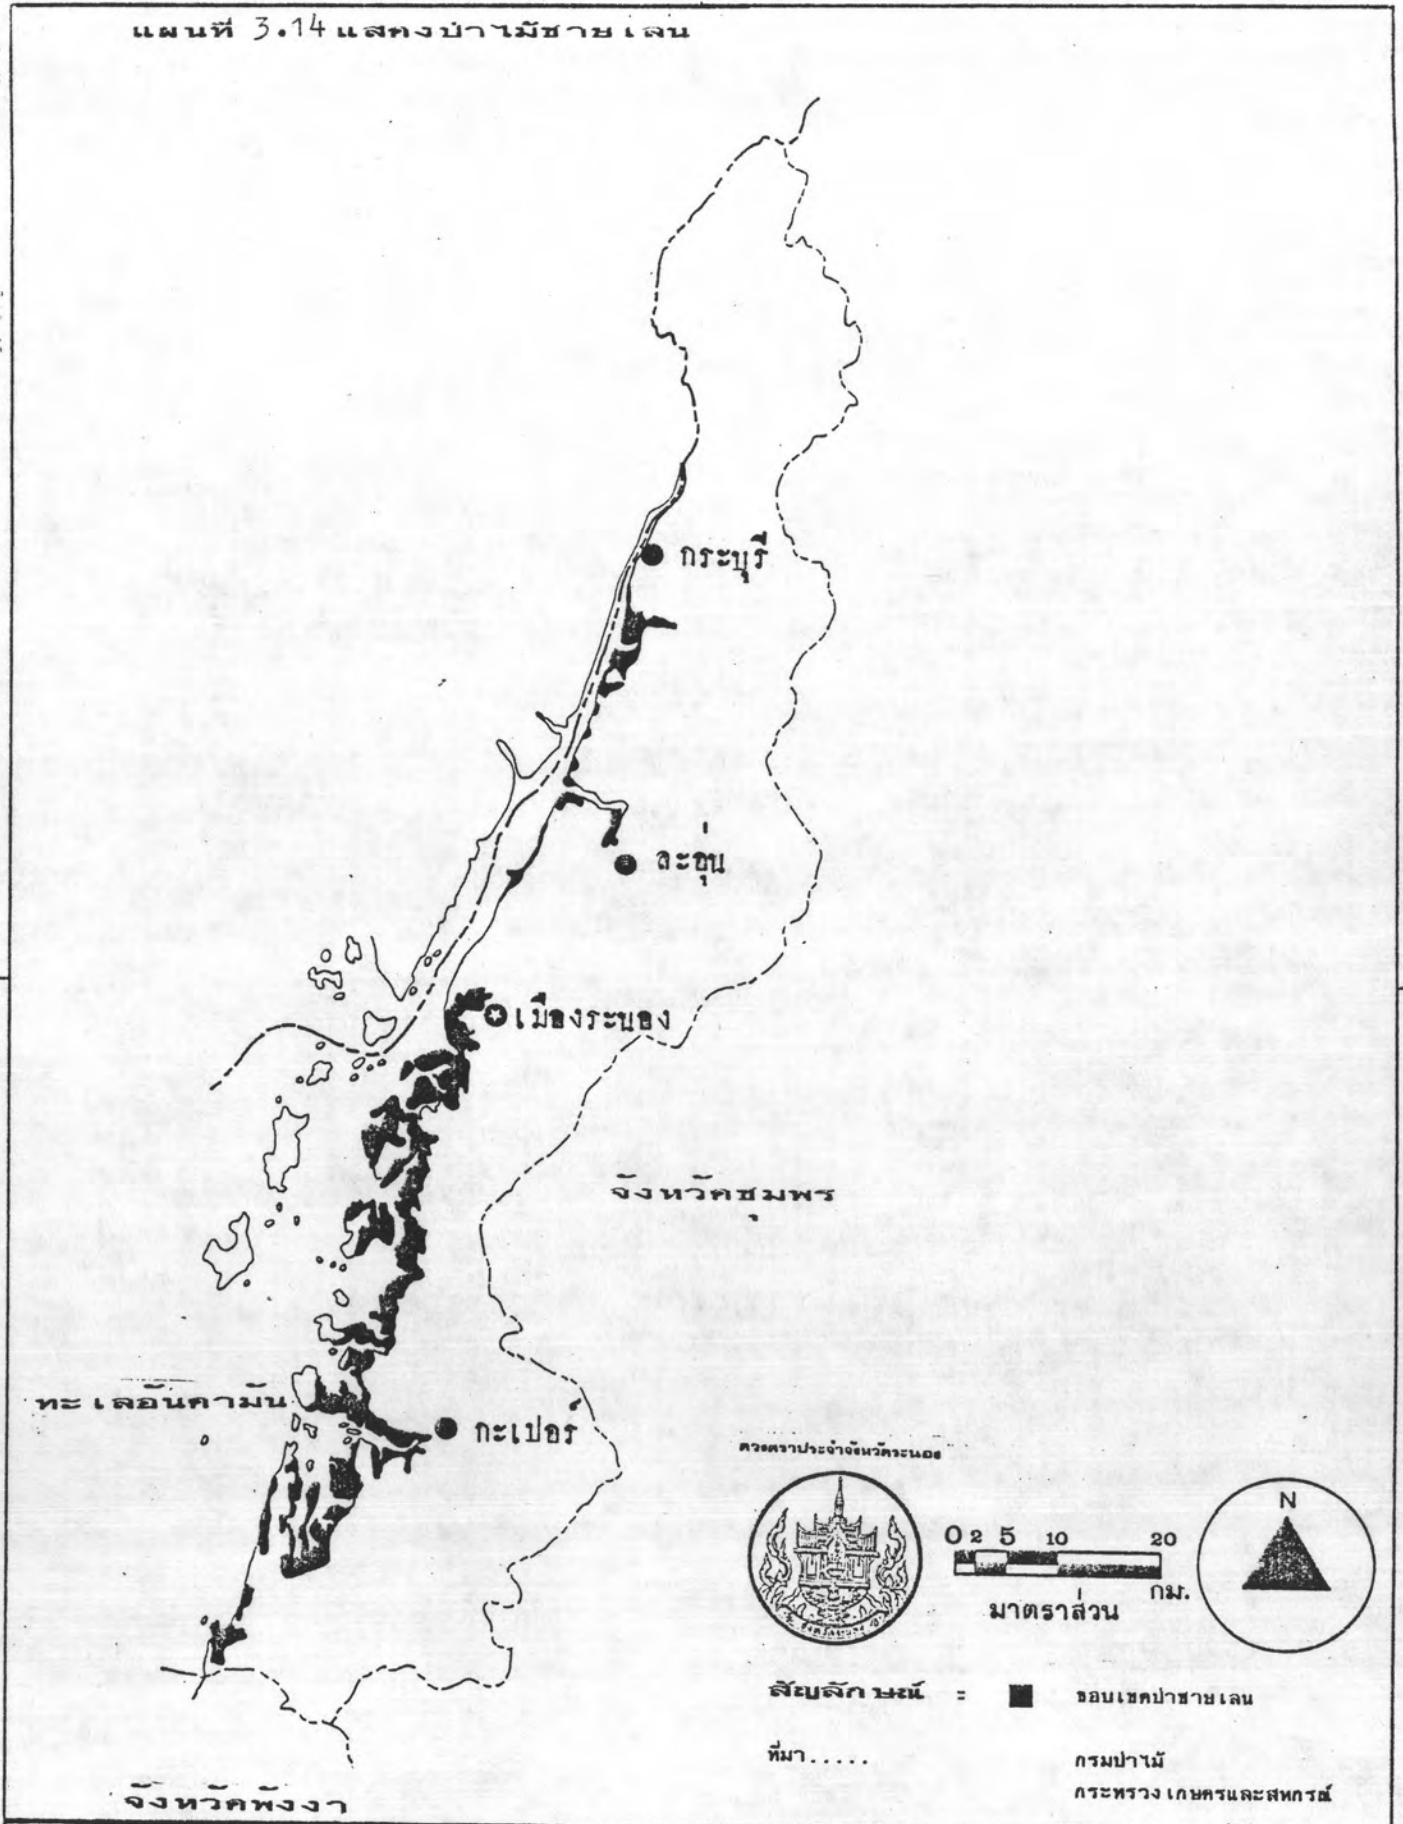 แผนที่ 3.14 แสดงป่าไม้ชายเลน
กระบุรี
ละอุ่น
เมืองระนอง
จังหวัดชุมพร
ทะเลอันดามัน
กะเปอร์
ดวงตราประจำจังหวัดระนอง
0 2 5 10 20
กม.
มาตราส่วน
N
สัญลักษณ์ = ขอบเขตป่าชายเลน
ที่มา..... กรมป่าไม้
กระทรวงเกษตรและสหกรณ์
จังหวัดพังงา